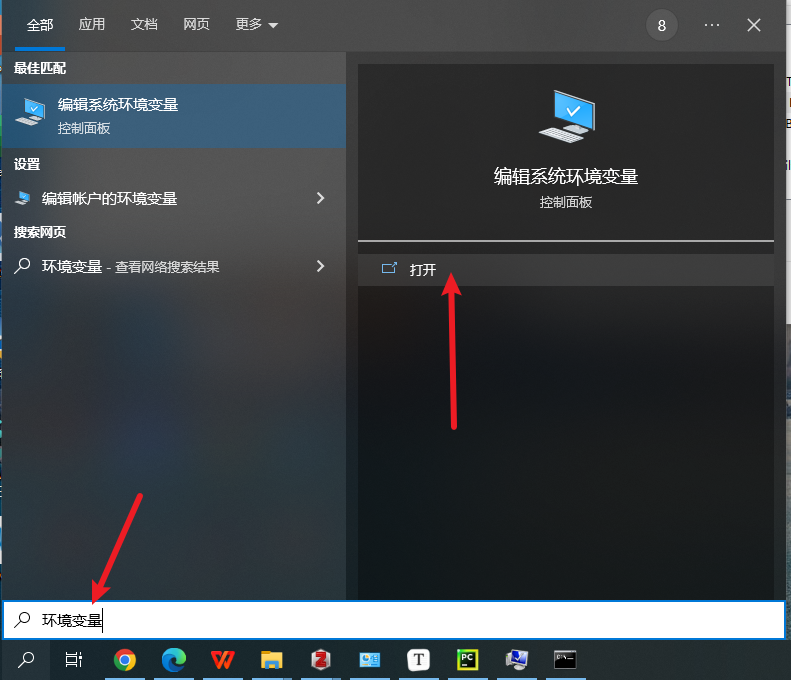 全部 应用 文档 网页 更多 8 ···
最佳匹配
编辑系统环境变量
控制面板
设置
编辑帐户的环境变量
搜索网页
环境变量 - 查看网络搜索结果
编辑系统环境变量
控制面板
打开
环境变量